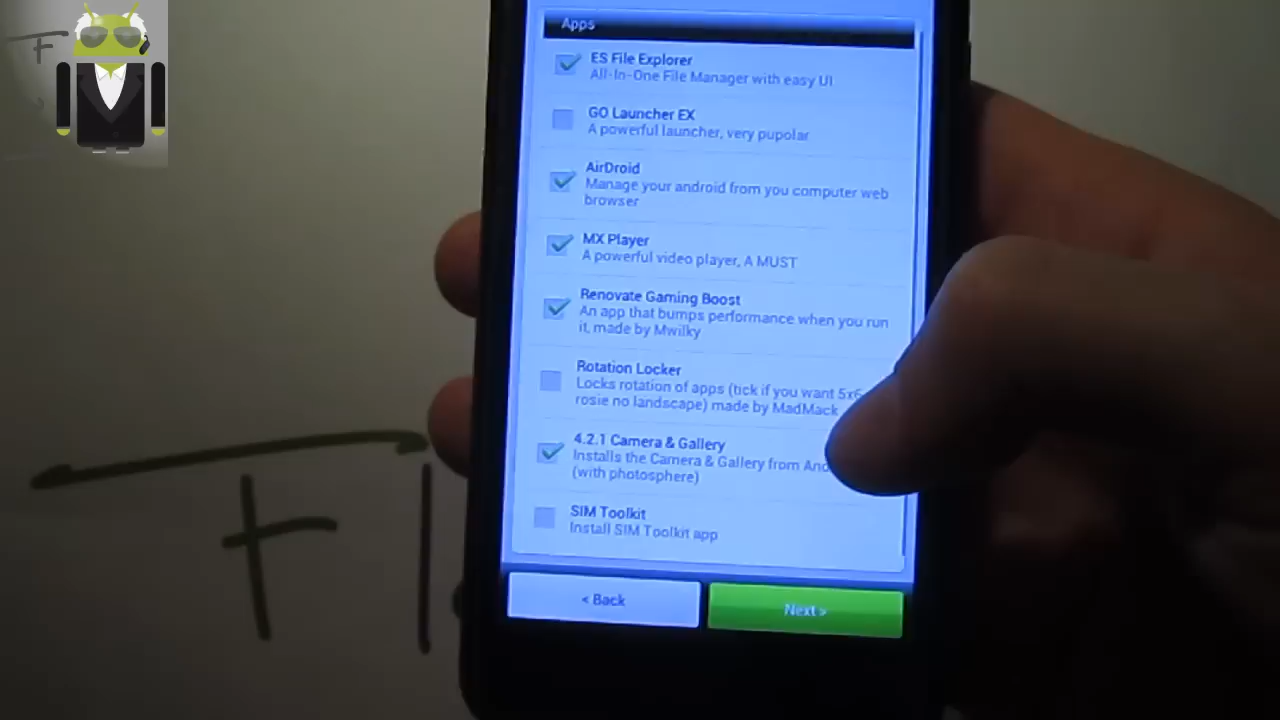 Apps
ES File Explorer
All-In-One File Manager with easy UI
GO Launcher EX
A powerful launcher, very pupolar
AirDroid
Manage your android from you computer web
browser
MX Player
A powerful video player, A MUST
Renovate Gaming Boost
An app that bumps performance when you run
it, made by Mwilky
Rotation Locker
Locks rotation of apps (tick if you want 5x6
rosie no landscape) made by MadMack
4.2.1 Camera & Gallery
Installs the Camera & Gallery from
(with photosphere)
SIM Toolkit
Install SIM Toolkit app
< Back
Next >
F